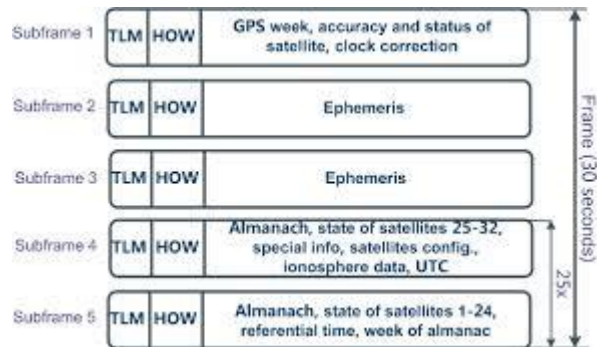 Subframe 1
TLM HOW
GPS week, accuracy and status of
satellite, clock correction
Subframe 2
TLM HOW
Ephemeris
Subframe 3
TLM HOW
Ephemeris
Subframe 4
TLM HOW
Almanach, state of satellites 25-32,
special info, satellites config.,
ionosphere data, UTC
Subframe 5
TLM HOW
Almanach, state of satellites 1-24,
referential time, week of almanac
25x
Frame (30 seconds)